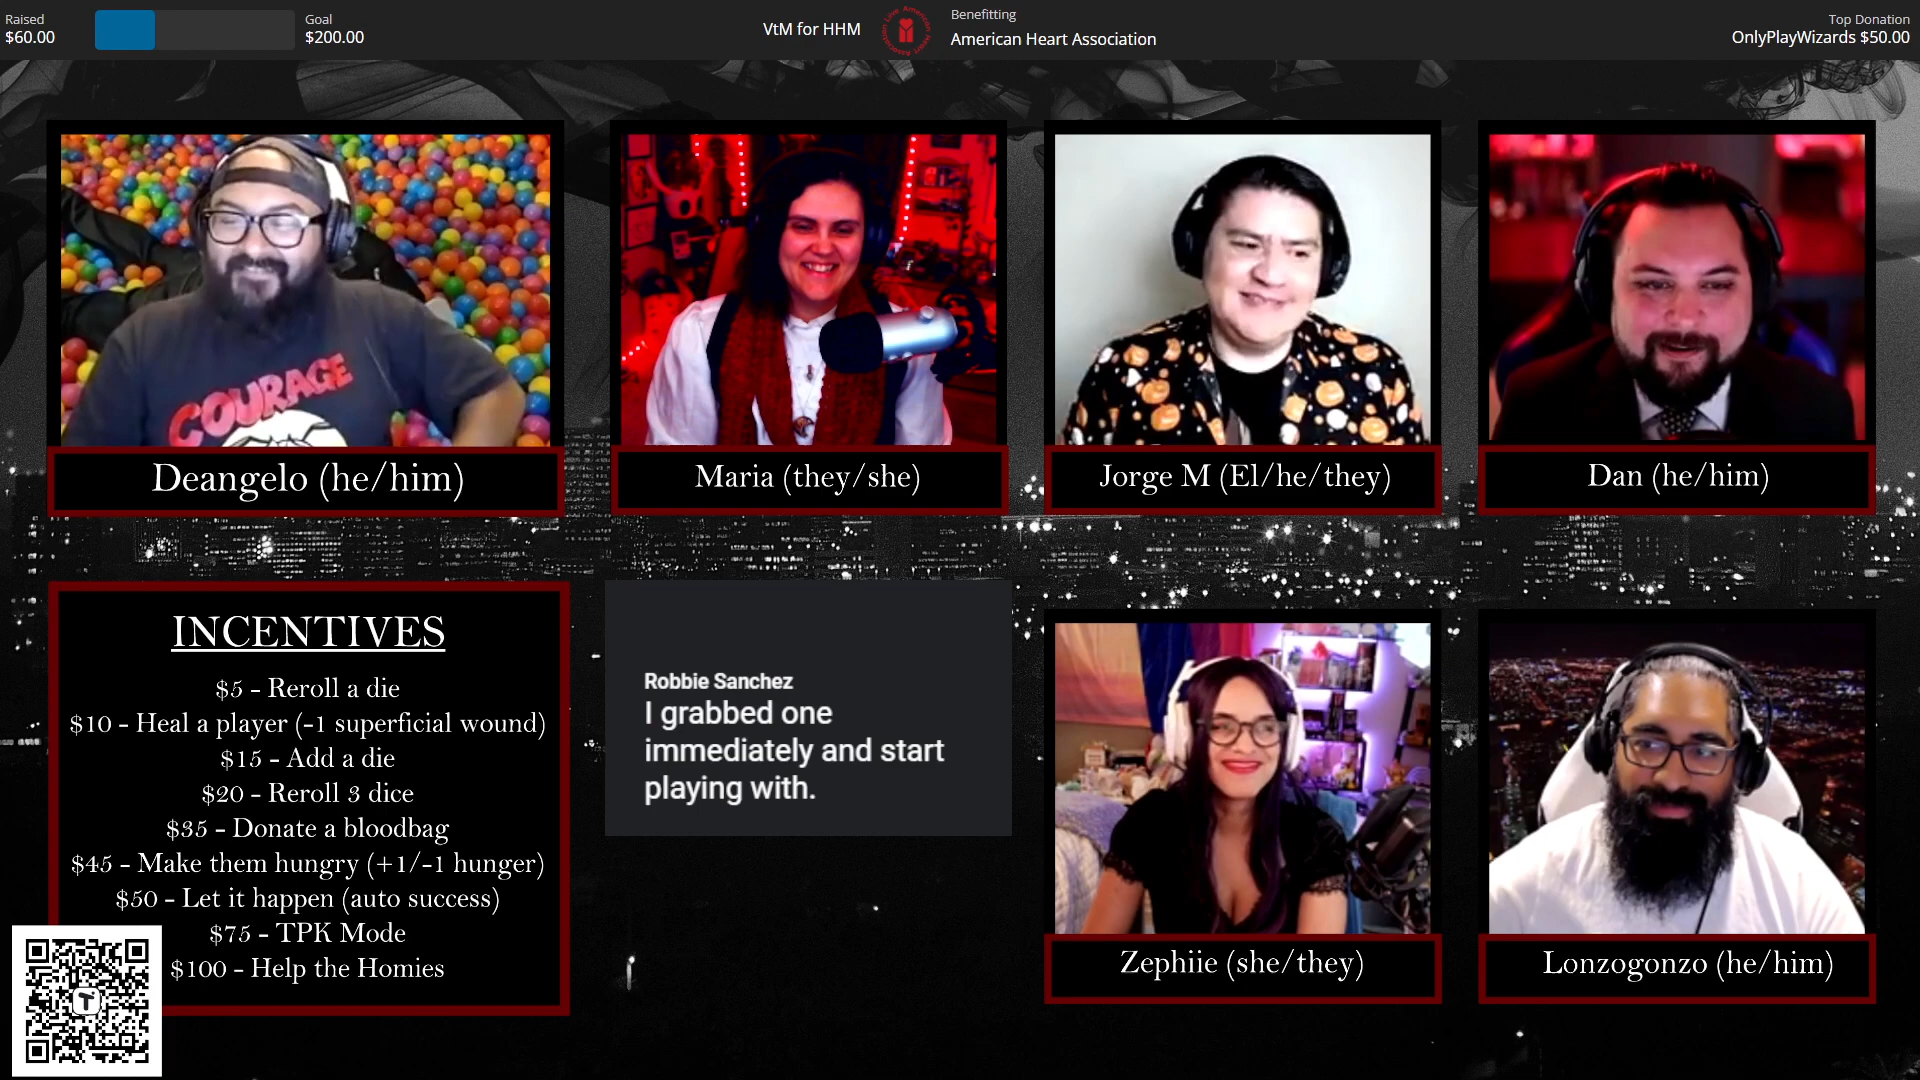 Raised
$60.00
Goal
$200.00
VtM for HHM
Benefitting
American Heart Association
Top Donation
OnlyPlayWizards $50.00
COURAGE
Deangelo (he/him)
Maria (they/she)
Jorge M (El/he/they)
Dan (he/him)
INCENTIVES
$5 - Reroll a die
$10 - Heal a player (-1 superficial wound)
$15 - Add a die
$20 - Reroll 3 dice
$35 - Donate a bloodbag
$45 - Make them hungry (+1/-1 hunger)
$50 - Let it happen (auto success)
$75 - TPK Mode
$100 - Help the Homies
Robbie Sanchez
I grabbed one
immediately and start
playing with.
Zephiie (she/they)
Lonzogonzo (he/him)